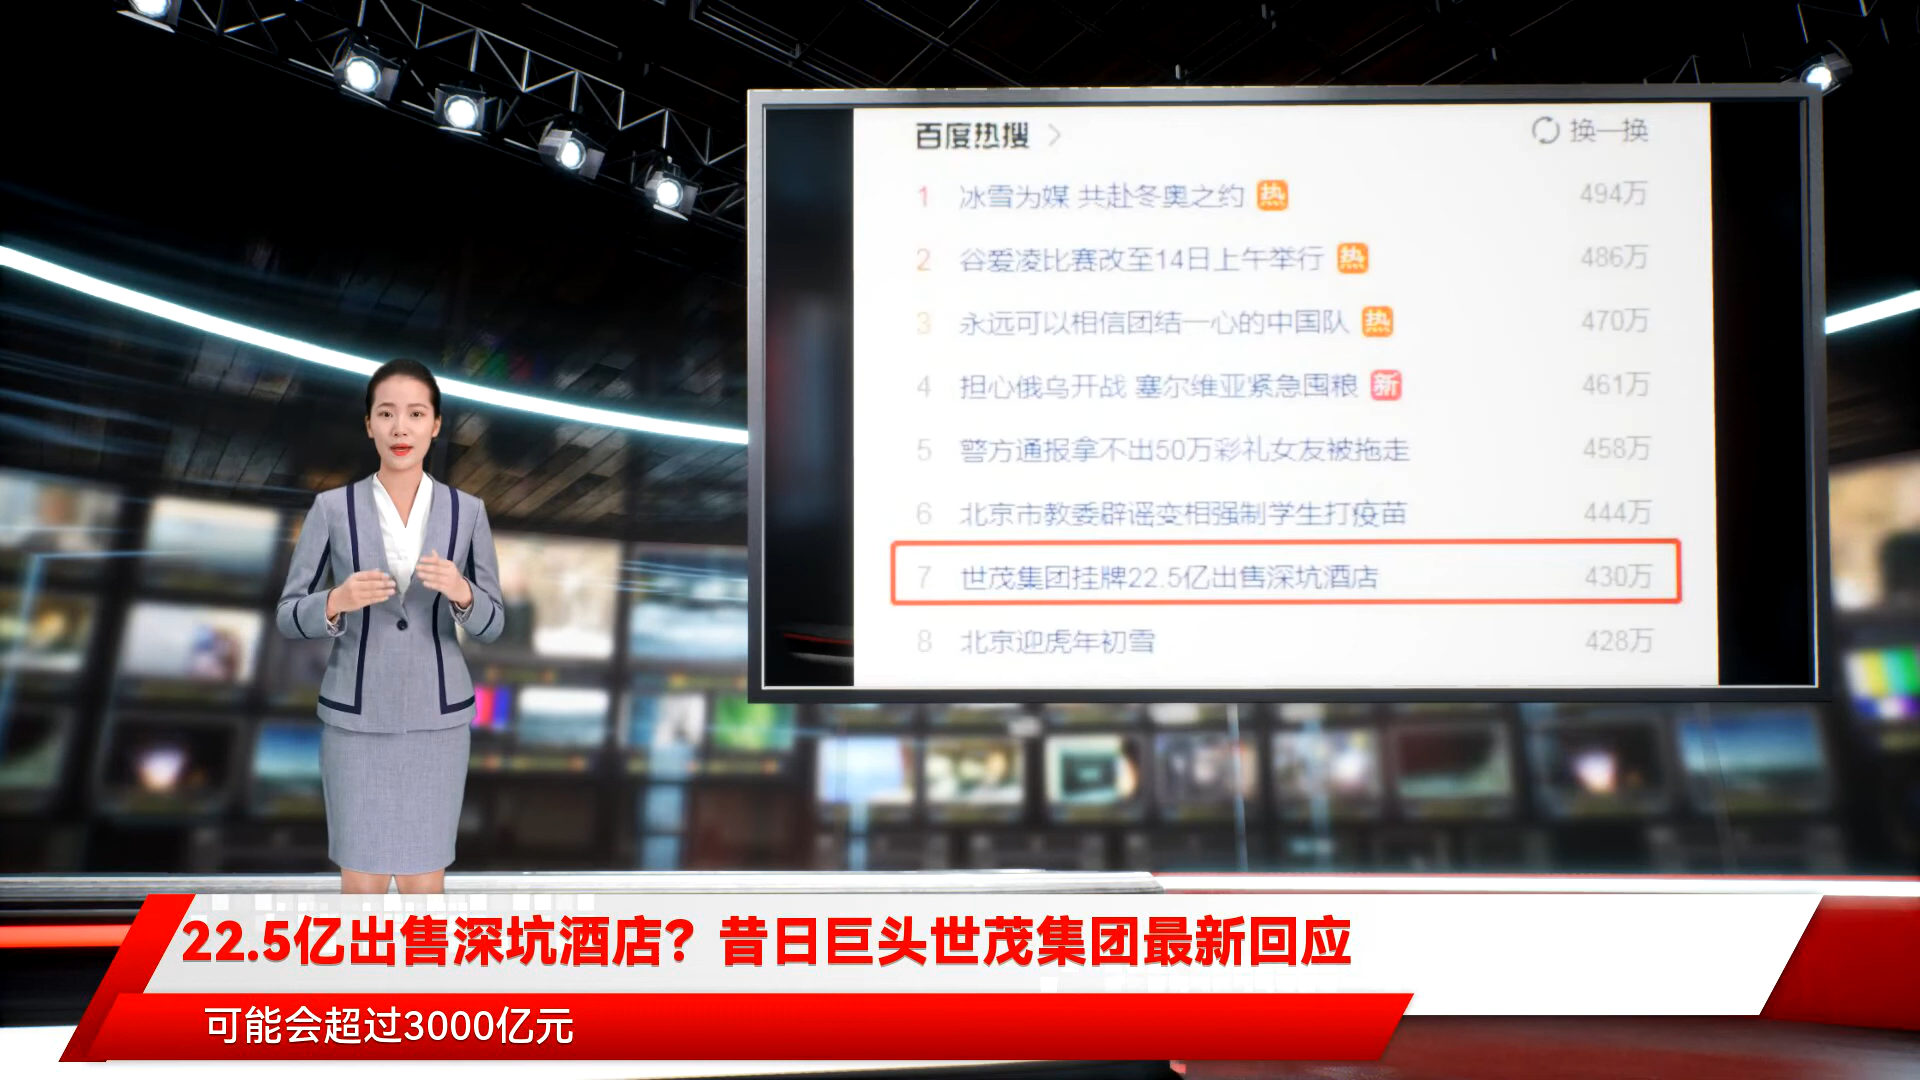 百度热搜 >
换一换
1 冰雪为媒 共赴冬奥之约 热 494万
2 谷爱凌比赛改至14日上午举行 热 486万
3 永远可以相信团结一心的中国队 热 470万
4 担心俄乌开战 塞尔维亚紧急囤粮 新 461万
5 警方通报拿不出50万彩礼女友被拖走 458万
6 北京市教委辟谣变相强制学生打疫苗 444万
7 世茂集团挂牌22.5亿出售深坑酒店 430万
8 北京迎虎年初雪 428万
22.5亿出售深坑酒店？昔日巨头世茂集团最新回应
可能会超过3000亿元